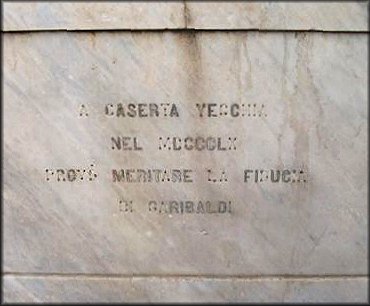 A CASERTA VECCHIA
NEL MDCCCLX
PROVÒ MERITARE LA FIDUCIA
DI GARIBALDI